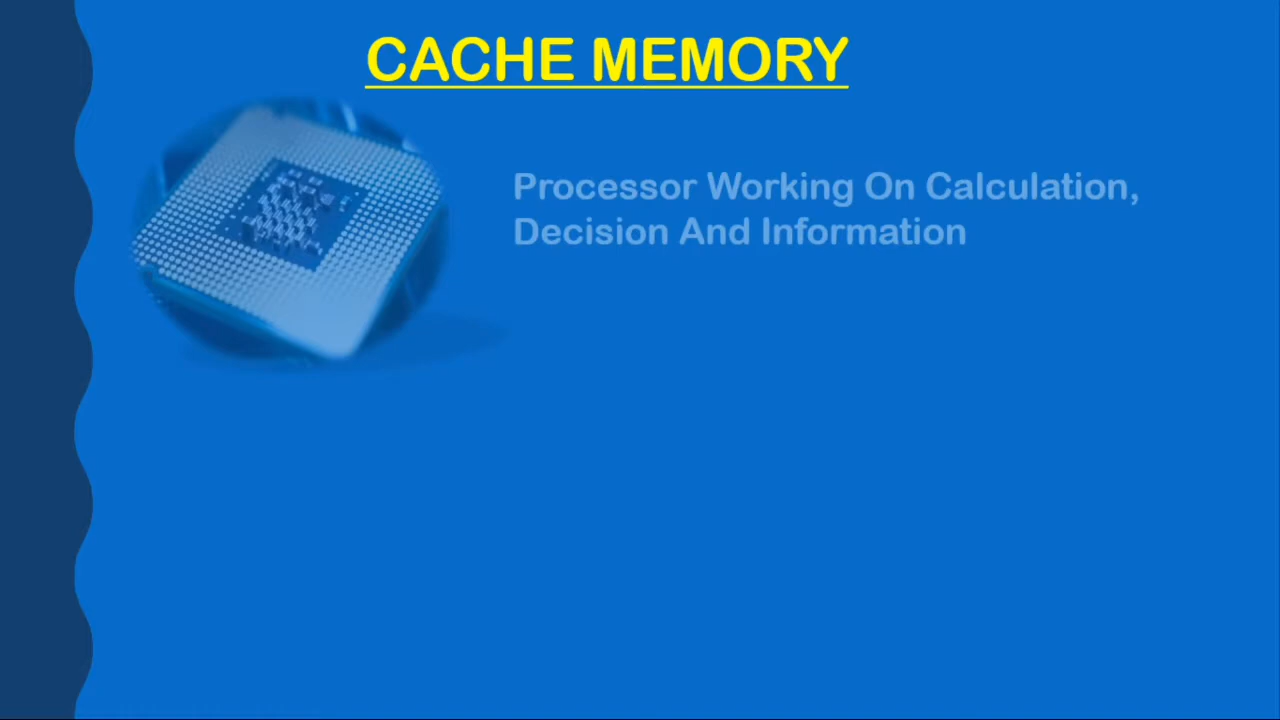 CACHE MEMORY
Processor Working On Calculation,
Decision And Information